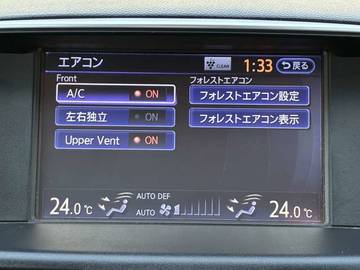 エアコン
CLEAN 1:33 戻る
Front
A/C ON
左右独立 ON
Upper Vent ON
フォレストエアコン
フォレストエアコン設定
フォレストエアコン表示
AUTO DEF
24.0℃ AUTO 1 24.0℃